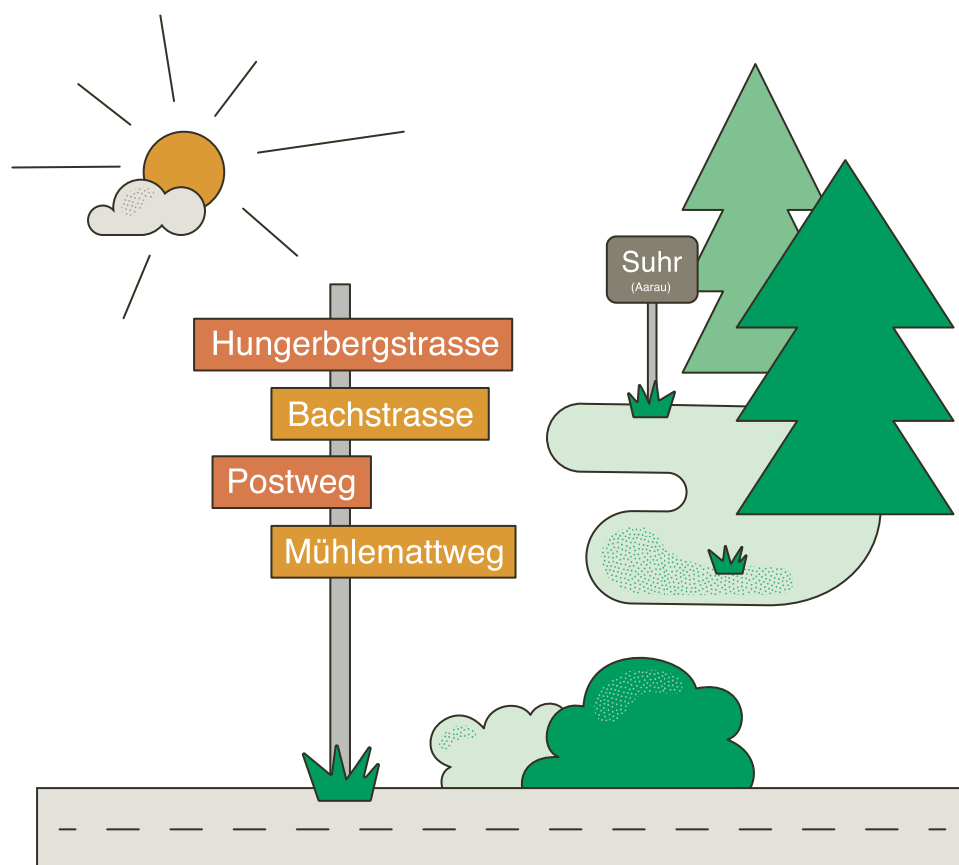 Suhr
(Aarau)
Hungerbergstrasse
Bachstrasse
Postweg
Mühlemattweg